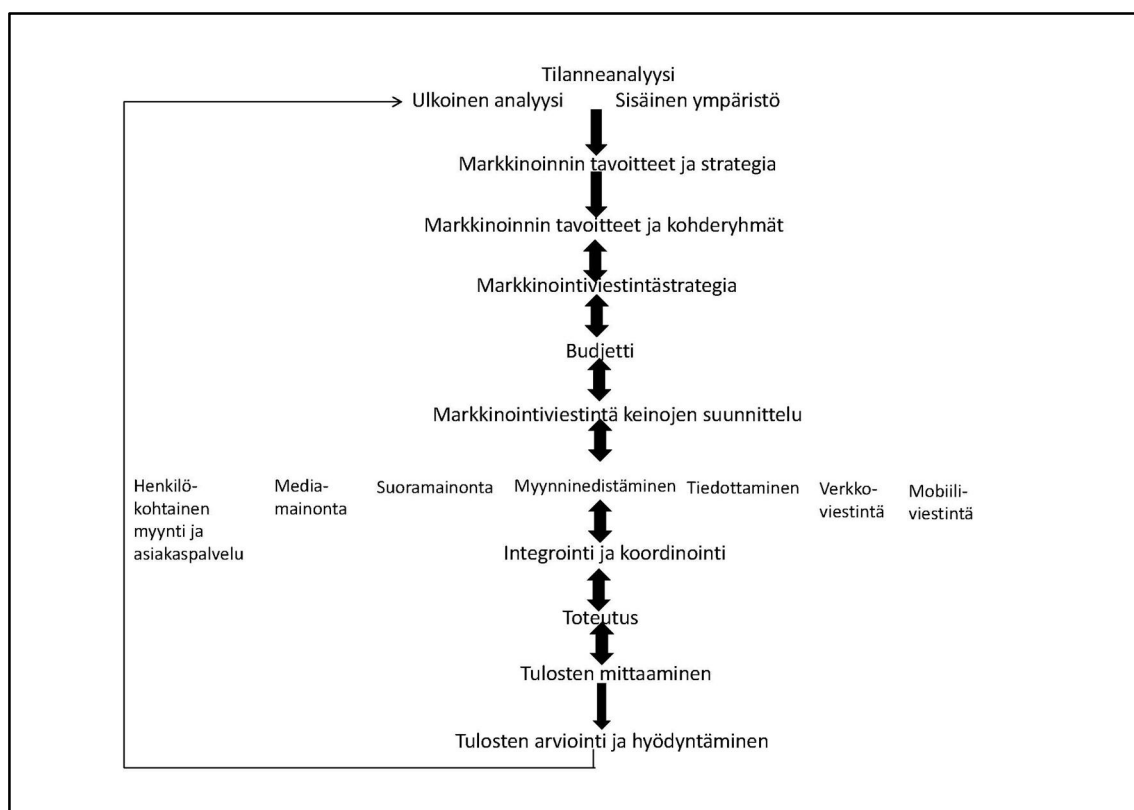 Tilanneanalyysi
Ulkoinen analyysi Sisäinen ympäristö
Markkinoinnin tavoitteet ja strategia
Markkinoinnin tavoitteet ja kohderyhmät
Markkinointiviestintästrategia
Budjetti
Markkinointiviestintä keinojen suunnittelu
Henkilö-
kohtainen
myynti ja
asiakaspalvelu
Media-
mainonta
Suoramainonta
Myynninedistäminen
Tiedottaminen
Verkko-
viestintä
Mobiili-
viestintä
Integrointi ja koordinointi
Toteutus
Tulosten mittaaminen
Tulosten arviointi ja hyödyntäminen